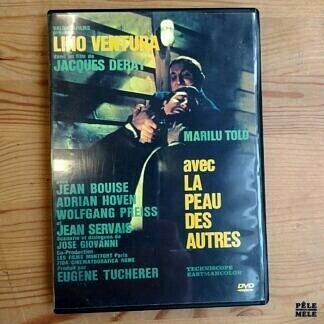 LINO VENTURA
dans un film de
JACQUES DERAY
MARILU TOLO
avec
LA
PEAU
DES
AUTRES
JEAN BOUISE
ADRIAN HOVEN
WOLFGANG PREISS
et
JEAN SERVAIS
Scénario et dialogues de
JOSE GIOVANNI
Co-Production
LES FILMS MONTFORT Paris
FIDA CINEMATOGRAFICA ROME
Produit par
EUGENE TUCHERER
TECHNISCOPE
EASTMANCOLOR
DVD
PÊLE
MÊLE